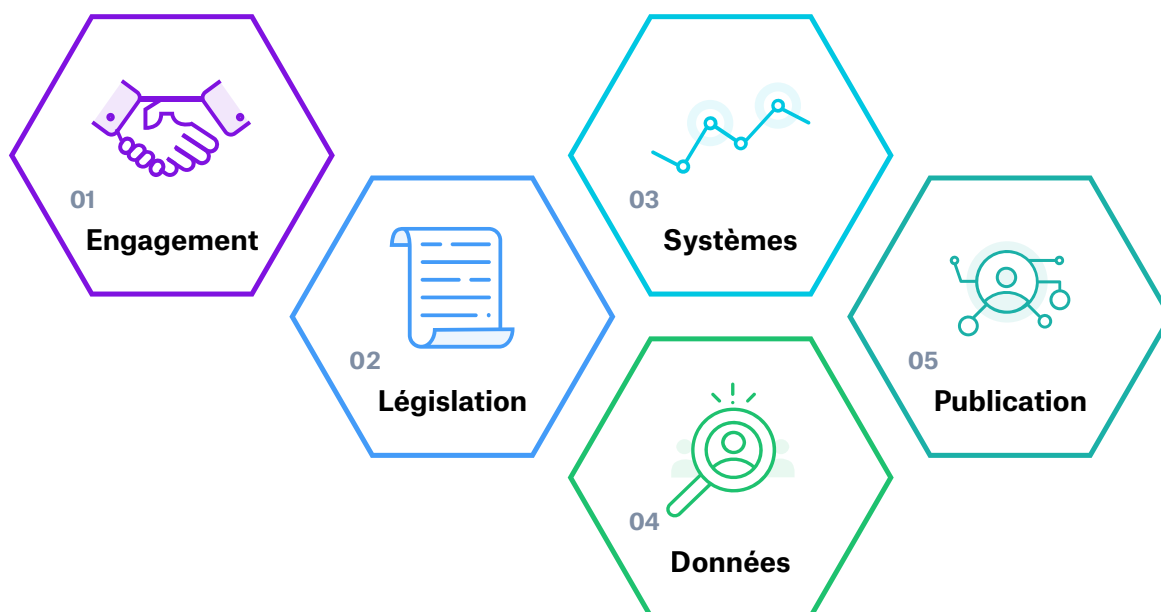 01
Engagement
02
Législation
03
Systèmes
04
Données
05
Publication